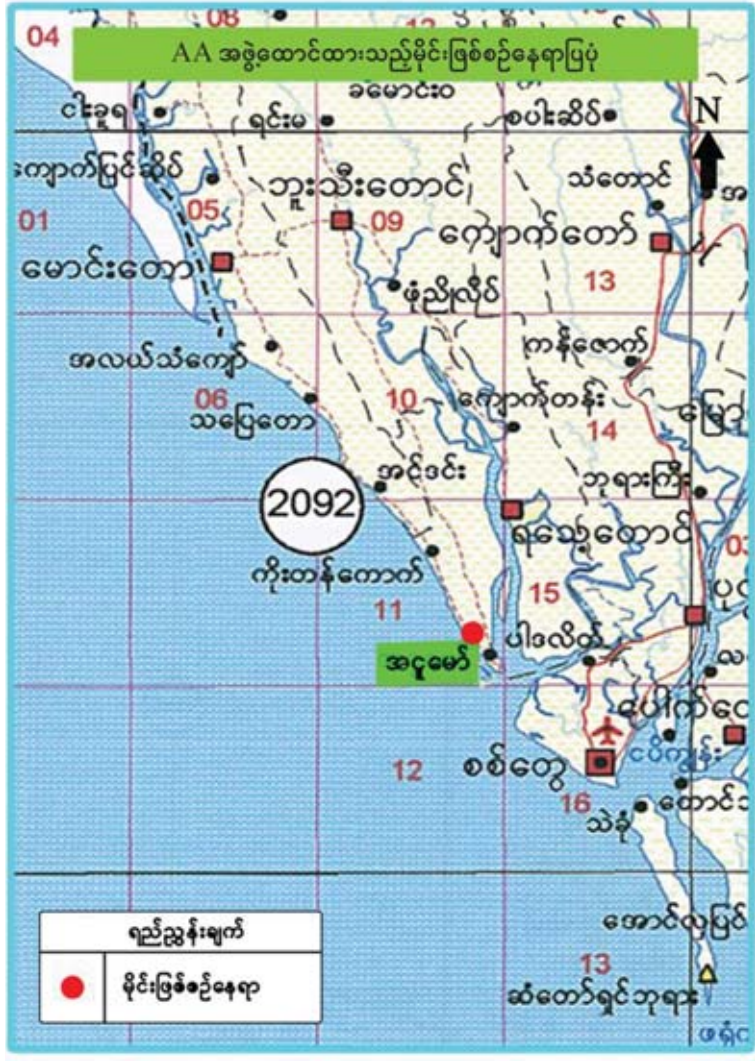 04
08
AA အဖွဲ့ထောင်ထားသည့်မိုင်းဖြစ်စဉ်နေရာပြပုံ
ခမောင်းဝ
ငါးခူရ
ရင်းမ
စပါးဆိပ်
N
ကျောက်ပြင်ဆိပ်
ဘူးသီးတောင်
သံတောင်
01
05
09
ကျောက်တော်
မောင်းတော
13
ဖုံညိုလိပ်
အလယ်သံကျော်
ကန်ဇောက်
06
10
ကျောက်တန်း
သပြေတော
14
အင်ဒင်း
ဘုရားကြီး
2092
ရသေ့တောင်
ကိုးတန်ကောက်
15
11
ပါဒလိတ်
အငူမော်
12
စစ်တွေ
ငပိကျွန်း
16
သဲခုံ
ရည်ညွှန်းချက်
မိုင်းဖြစ်စဉ်နေရာ
13
ဆံတော်ရှင်ဘုရား